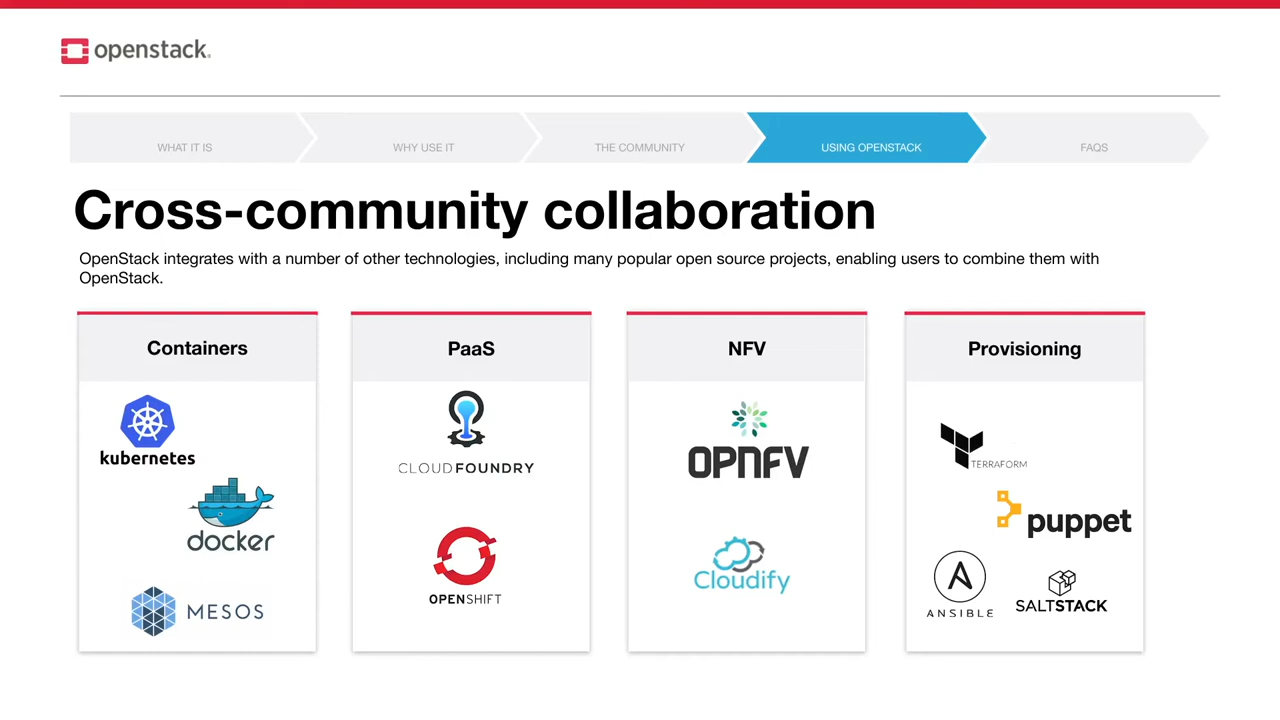 openstack.
WHAT IT IS
WHY USE IT
THE COMMUNITY
USING OPENSTACK
FAQS
Cross-community collaboration
OpenStack integrates with a number of other technologies, including many popular open source projects, enabling users to combine them with
OpenStack.
Containers
kubernetes
docker
MESOS
PaaS
CLOUDFOUNDRY
OPENSHIFT
NFV
OPNFV
Cloudify
Provisioning
TERRAFORM
puppet
ANSIBLE
SALTSTACK